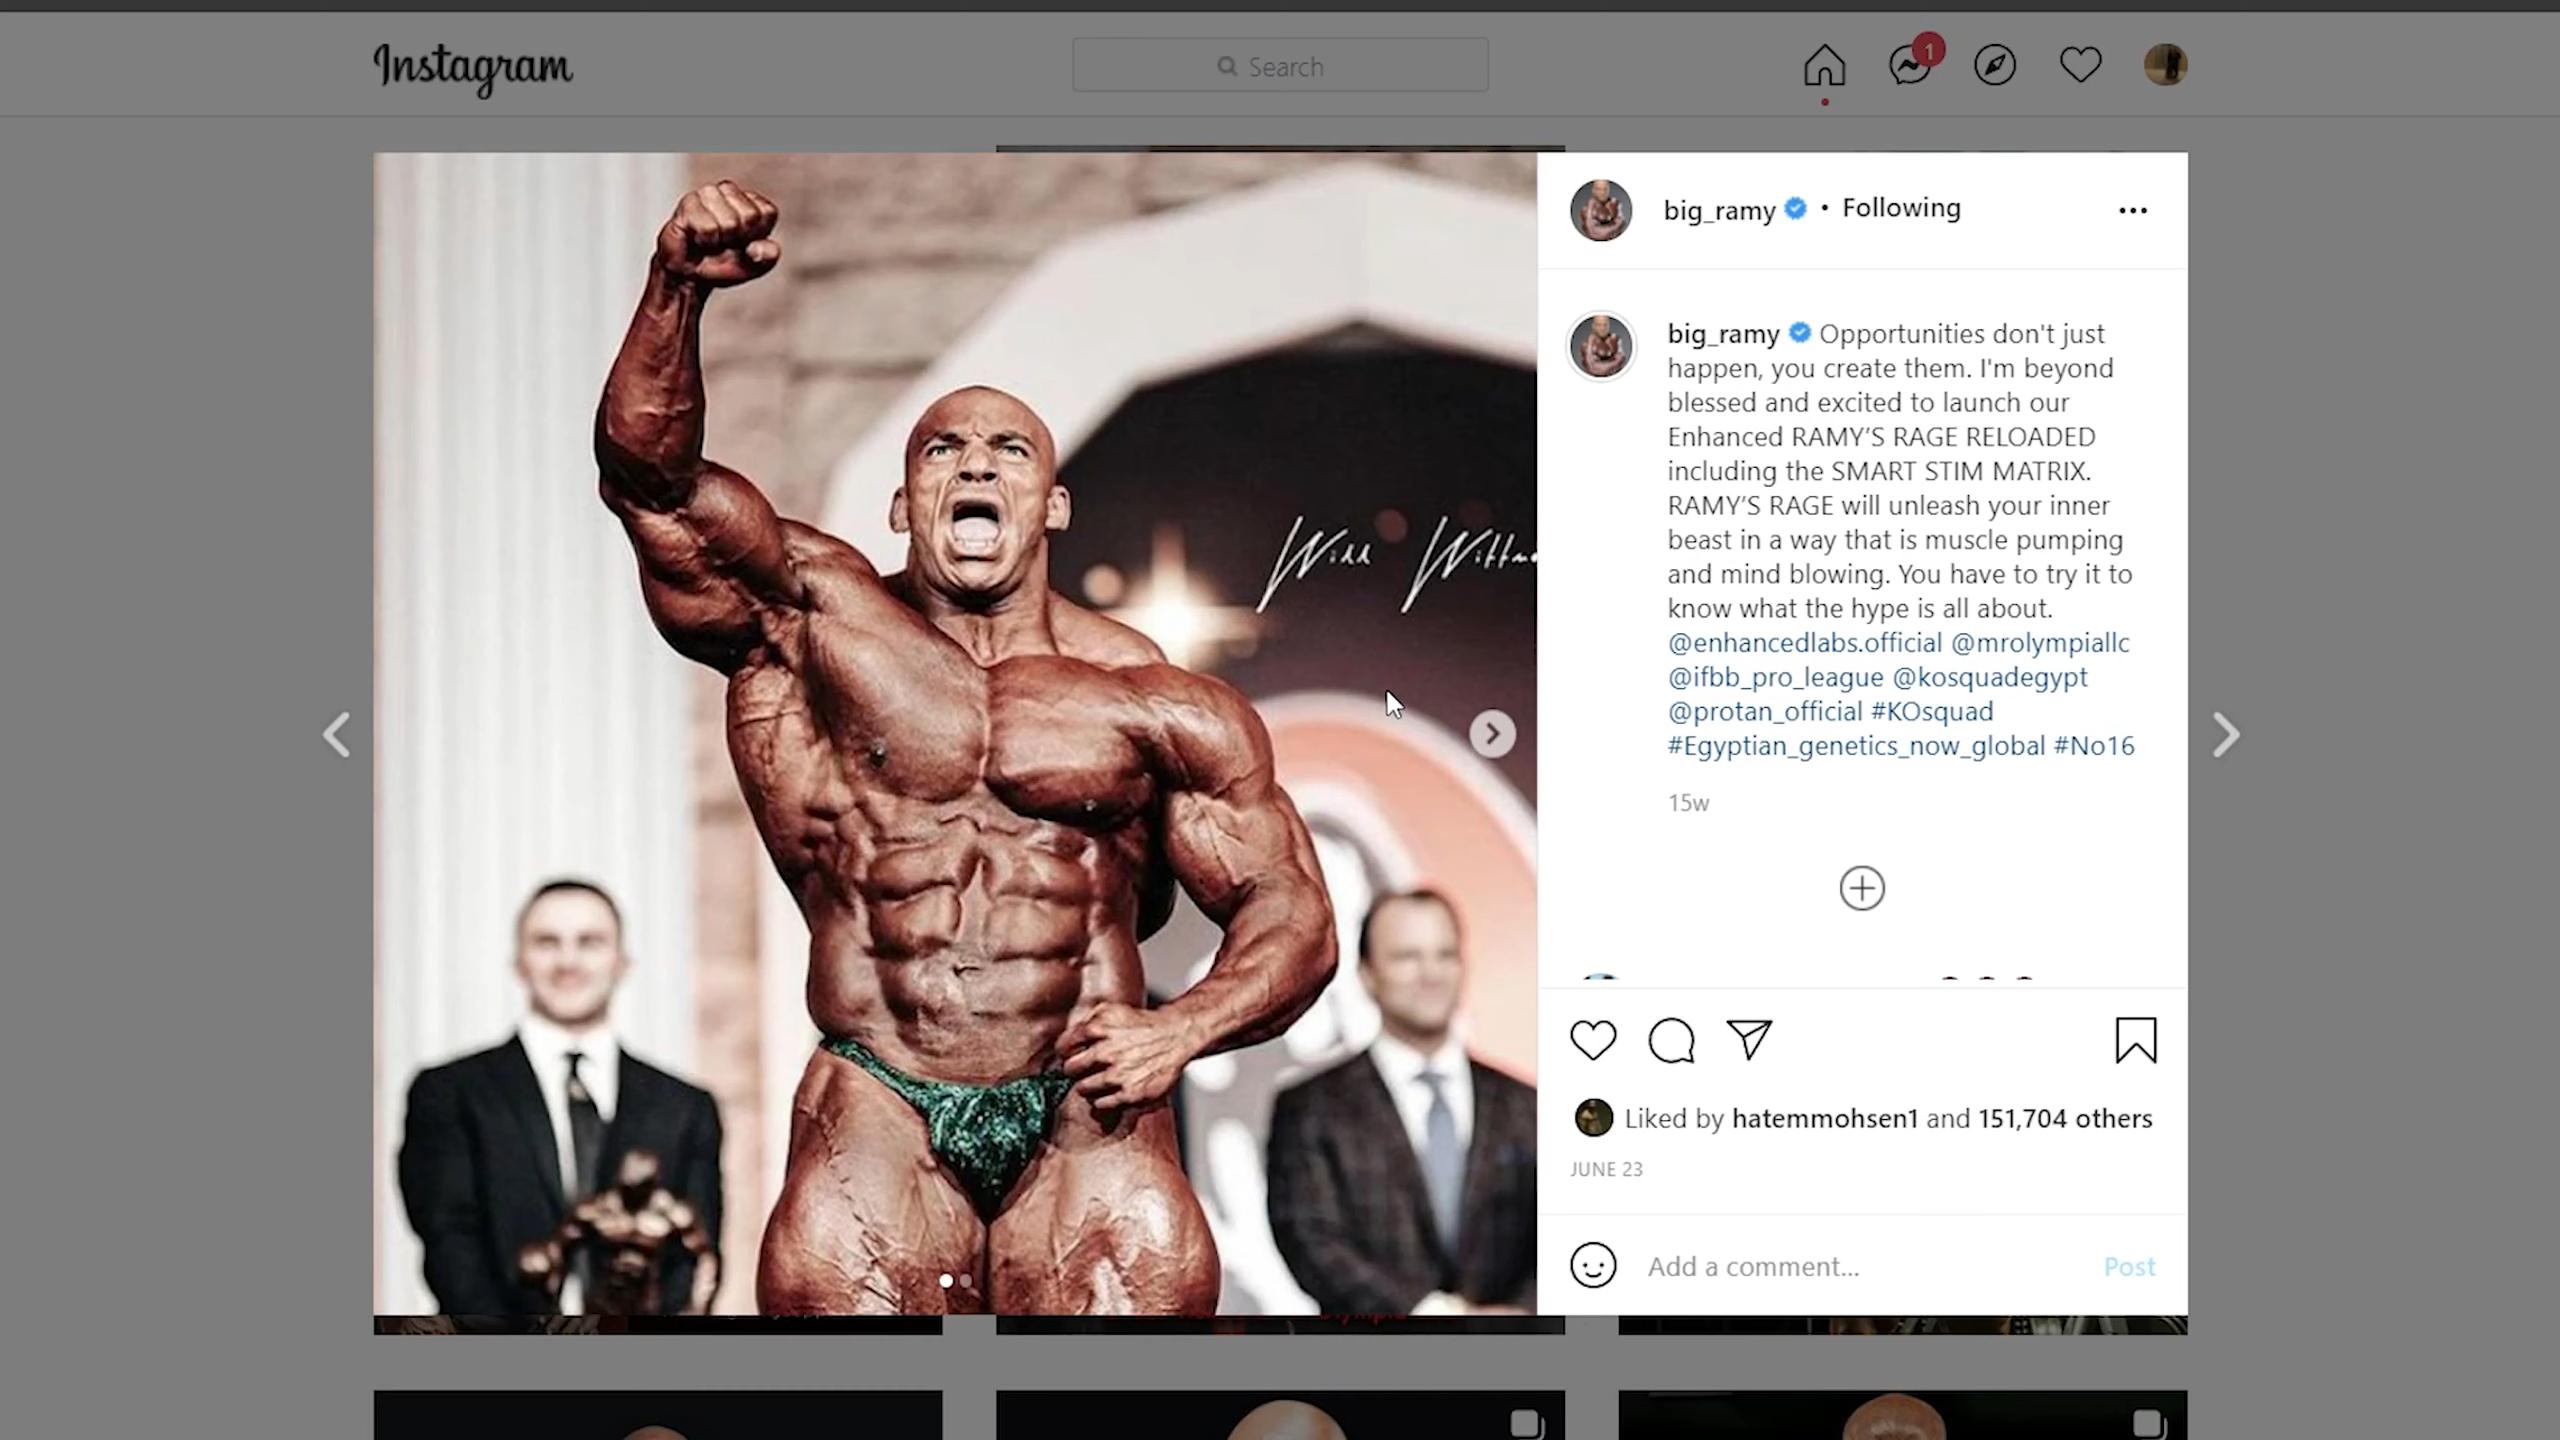 Instagram
Search
1
big_ramy • Following
big_ramy Opportunities don't just
happen, you create them. I'm beyond
blessed and excited to launch our
Enhanced RAMY'S RAGE RELOADED
including the SMART STIM MATRIX.
RAMY'S RAGE will unleash your inner
beast in a way that is muscle pumping
and mind blowing. You have to try it to
know what the hype is all about.
@enhancedlabs.official @mrolympiallc
@ifbb_pro_league @kosquadegypt
@protan_official #KOsquad
#Egyptian_genetics_now_global #No16
15w
Will
Liked by hatemmohsen1 and 151,704 others
JUNE 23
Add a comment...
Post